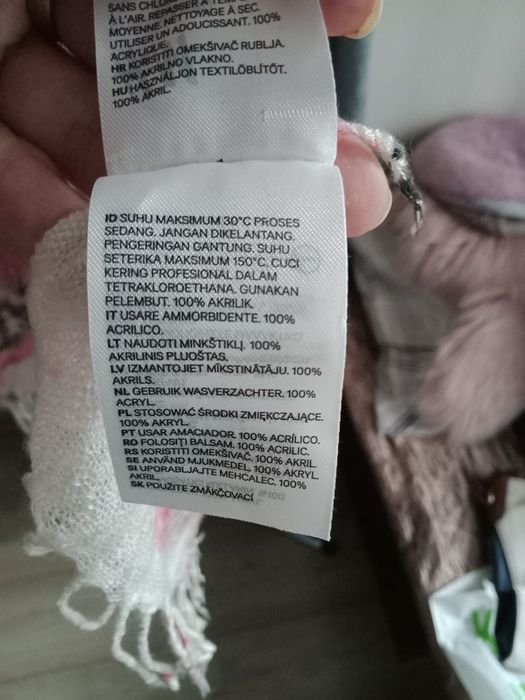 SANS CHLOR
À L'AIR. REPASSER À TEMPÉ
MOYENNE. NETTOYAGE À SEC.
UTILISER UN ADOUCISSANT. 100%
ACRYLIQUE.
HR KORISTITI OMEKŠIVAČ RUBLJA.
100% AKRILNO VLAKNO.
HU HASZNÁLJON TEXTILÖBLÍTŐT.
100% AKRIL.
ID SUHU MAKSIMUM 30°C PROSES
SEDANG. JANGAN DIKELANTANG.
PENGERINGAN GANTUNG. SUHU
SETERIKA MAKSIMUM 150°C. CUCI
KERING PROFESIONAL DALAM
TETRAKLOROETHANA. GUNAKAN
PELEMBUT. 100% AKRILIK.
IT USARE AMMORBIDENTE. 100%
ACRILICO.
LT NAUDOTI MINKŠTIKLĮ. 100%
AKRILINIS PLUOŠTAS.
LV IZMANTOJIET MĪKSTINĀTĀJU. 100%
AKRILS.
NL GEBRUIK WASVERZACHTER. 100%
ACRYL.
PL STOSOWAĆ ŚRODKI ZMIĘKCZAJĄCE.
100% AKRYL.
PT USAR AMACIADOR. 100% ACRÍLICO.
RO FOLOSIȚI BALSAM. 100% ACRILIC.
RS KORISTITI OMEKŠIVAČ. 100% AKRIL.
SE ANVÄND MJUKMEDEL. 100% AKRYL.
SI UPORABLJAJTE MEHČALEC. 100%
AKRIL.
SK POUŽITE ZMÄKČOVACÍ